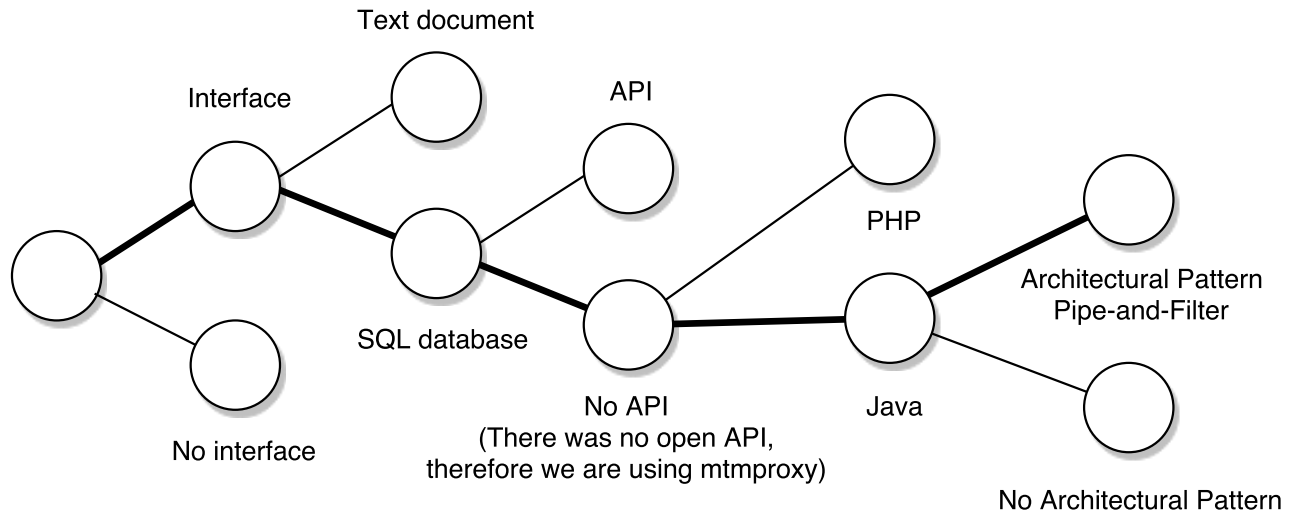 Text document
Interface
API
PHP
Architectural Pattern
Pipe-and-Filter
SQL database
No API
(There was no open API,
therefore we are using mtmproxy)
Java
No interface
No Architectural Pattern